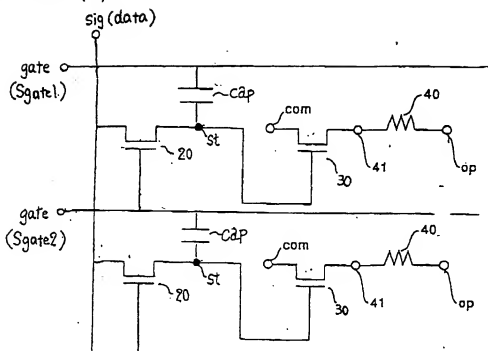 sig (data)
gate
(Sgate1)
cap
com
40
st
20
30
41
op
gate
(Sgate2)
cap
com
40
st
20
30
41
op